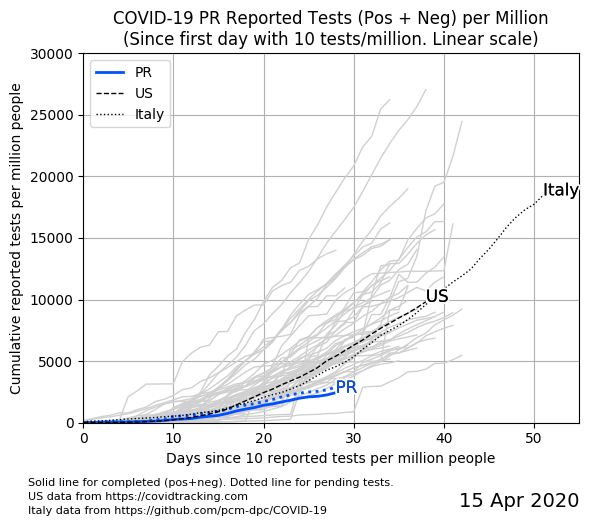 COVID-19 PR Reported Tests (Pos + Neg) per Million
(Since first day with 10 tests/million. Linear scale)
Cumulative reported tests per million people
30000
25000
20000
15000
10000
5000
0
PR
US
Italy
Italy
US
PR
0 10 20 30 40 50
Days since 10 reported tests per million people
Solid line for completed (pos+neg). Dotted line for pending tests.
US data from https://covidtracking.com
Italy data from https://github.com/pcm-dpc/COVID-19
15 Apr 2020